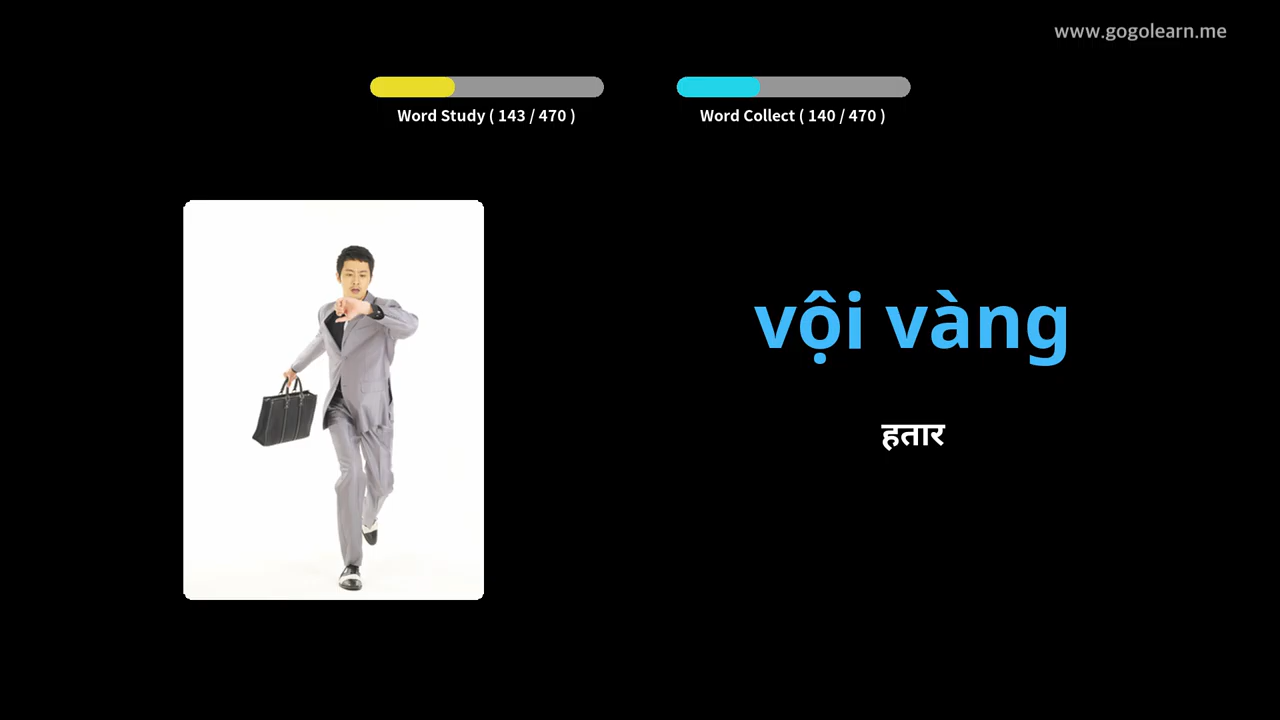 www.gogolearn.me
Word Study ( 143 / 470 )
Word Collect ( 140 / 470 )
vội vàng
हतार